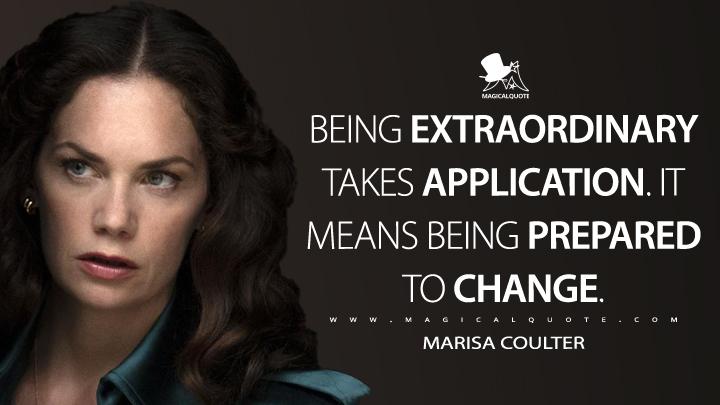 MAGICALQUOTE
BEING EXTRAORDINARY
TAKES APPLICATION. IT
MEANS BEING PREPARED
TO CHANGE.
WWW.MAGICALQUOTE.COM
MARISA COULTER